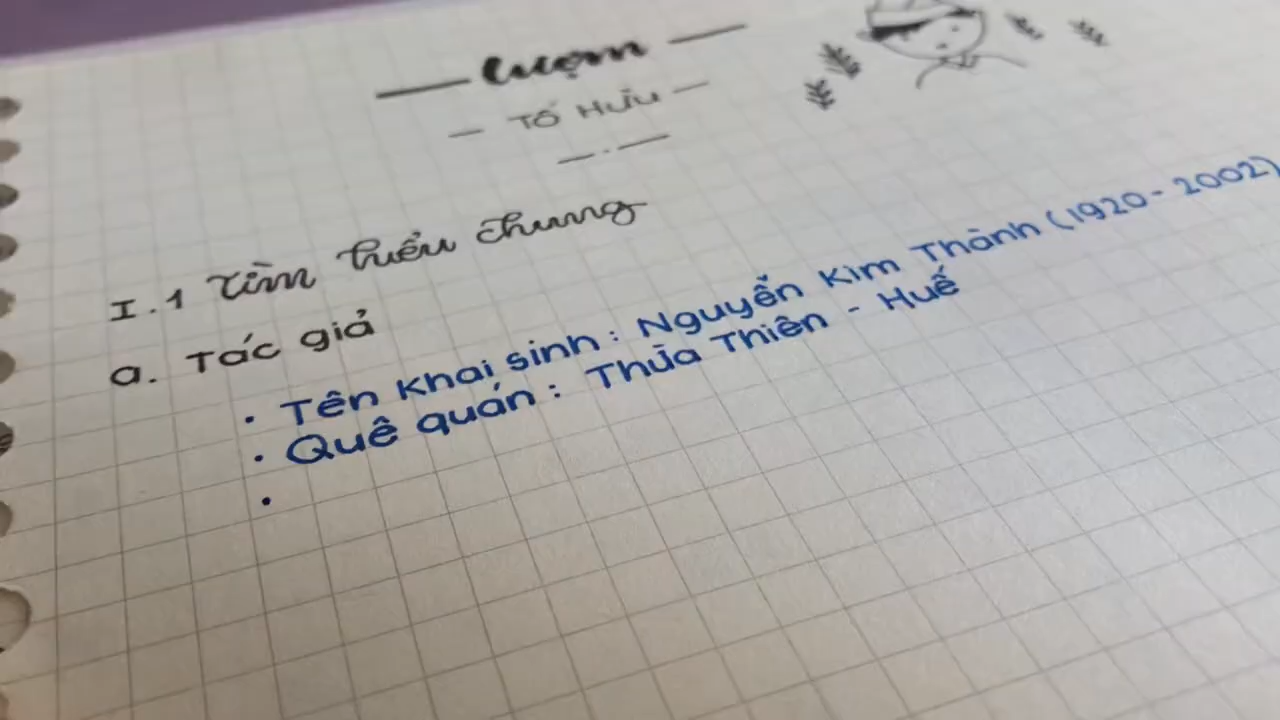 — Lượm —
— Tố Hữu —
I.1 Tìm hiểu chung
a. Tác giả
• Tên Khai sinh : Nguyễn Kim Thành (1920 - 2002)
• Quê quán : Thừa Thiên - Huế
•